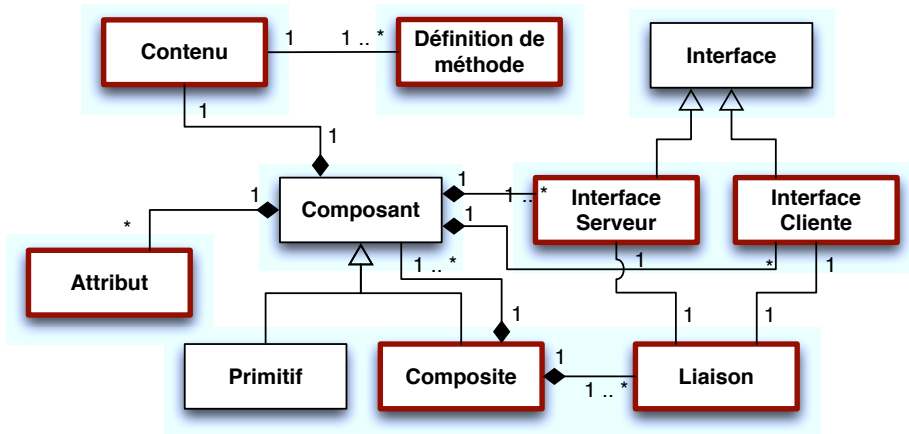 Contenu
1
1 .. *
Définition de
méthode
Interface
1
1
Composant
1
*
Attribut
1
1 .. *
Interface
Serveur
Interface
Cliente
1
*
1
1
1 .. *
1
1
1
Primitif
Composite
1
1 .. *
Liaison